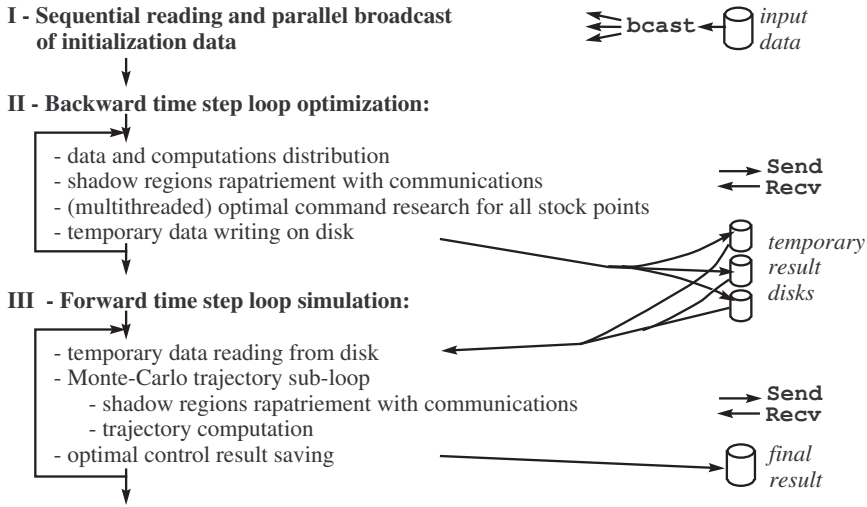 I - Sequential reading and parallel broadcast
of initialization data
bcast
input
data
II - Backward time step loop optimization:
- data and computations distribution
- shadow regions rapatriement with communications
- (multithreaded) optimal command research for all stock points
- temporary data writing on disk
Send
Recv
temporary
result
disks
III - Forward time step loop simulation:
- temporary data reading from disk
- Monte-Carlo trajectory sub-loop
- shadow regions rapatriement with communications
- trajectory computation
- optimal control result saving
Send
Recv
final
result